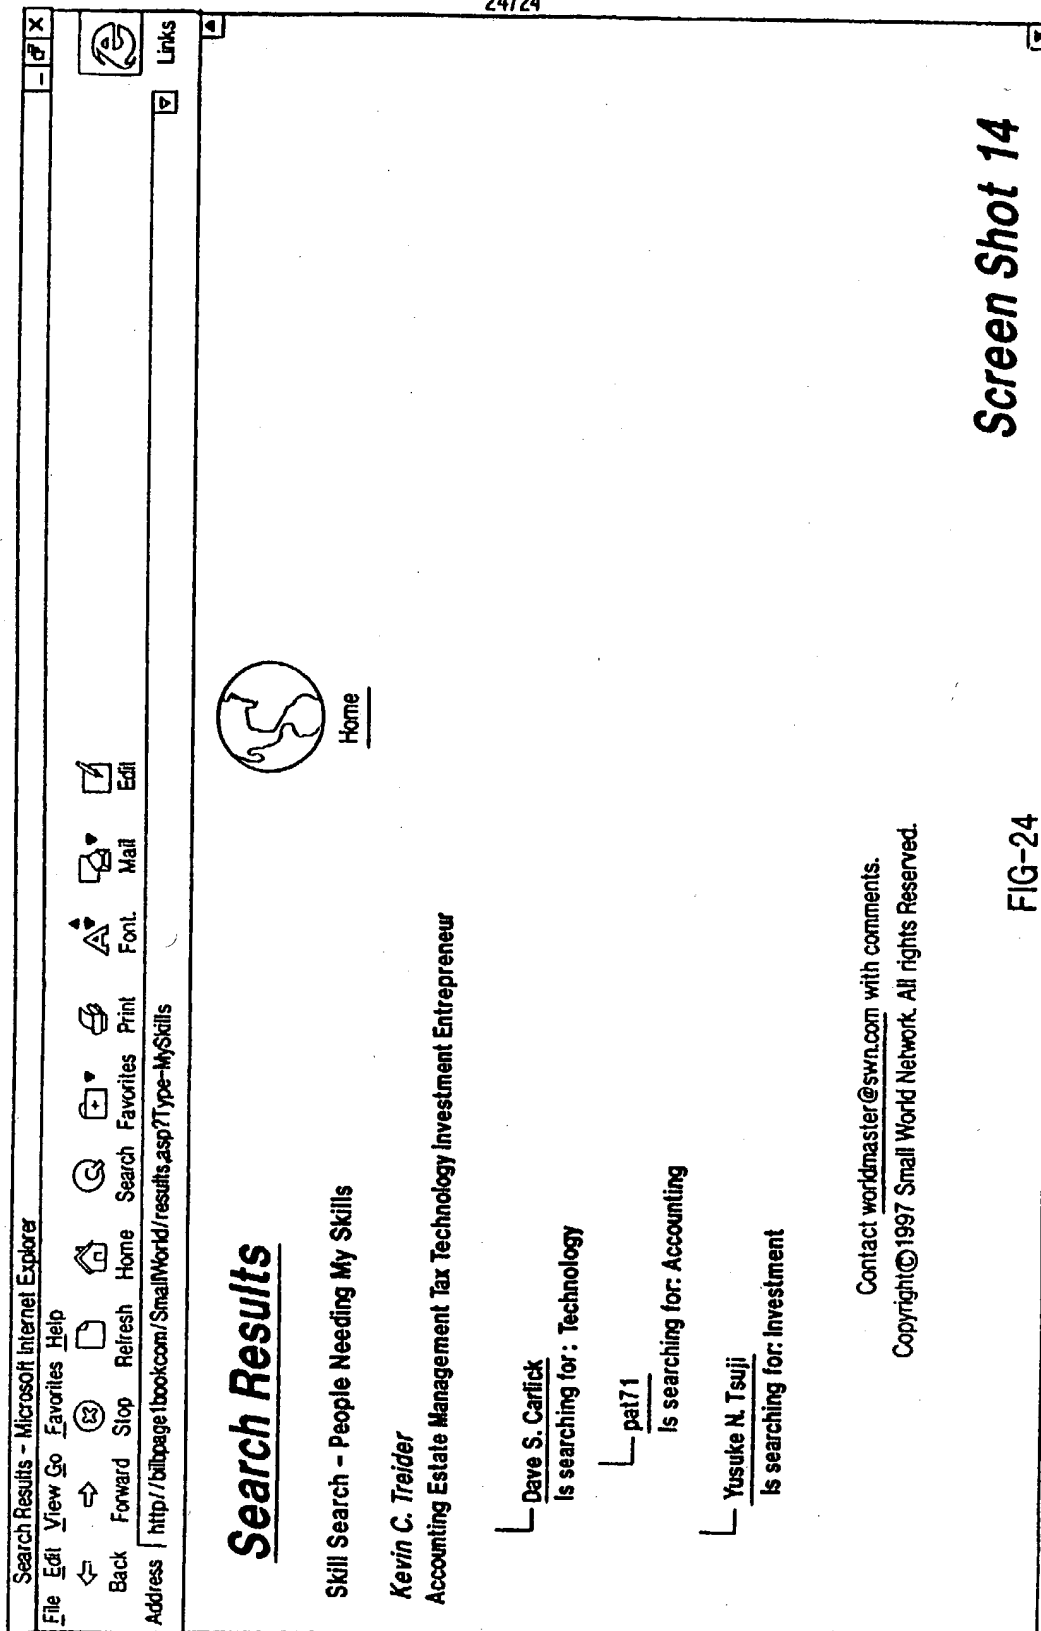 24/24
Search Results - Microsoft Internet Explorer
File Edit View Go Favorites Help
Back Forward Stop Refresh Home Search Favorites Print Font. Mail Edit
Address http//bilbpage1bookcom/SmallWorld/results,asp?Type-MySkills Links
Search Results
Home
Skill Search - People Needing My Skills
Kevin C. Treider
Accounting Estate Management Tax Technology Investment Entrepreneur
Dave S. Carlick
Is searching for: Technology
pat71
Is searching for: Accounting
Yusuke N. Tsuji
Is searching for: Investment
Contact worldmaster@swn.com with comments.
Copyright©1997 Small World Network. All rights Reserved.
Screen Shot 14
FIG-24